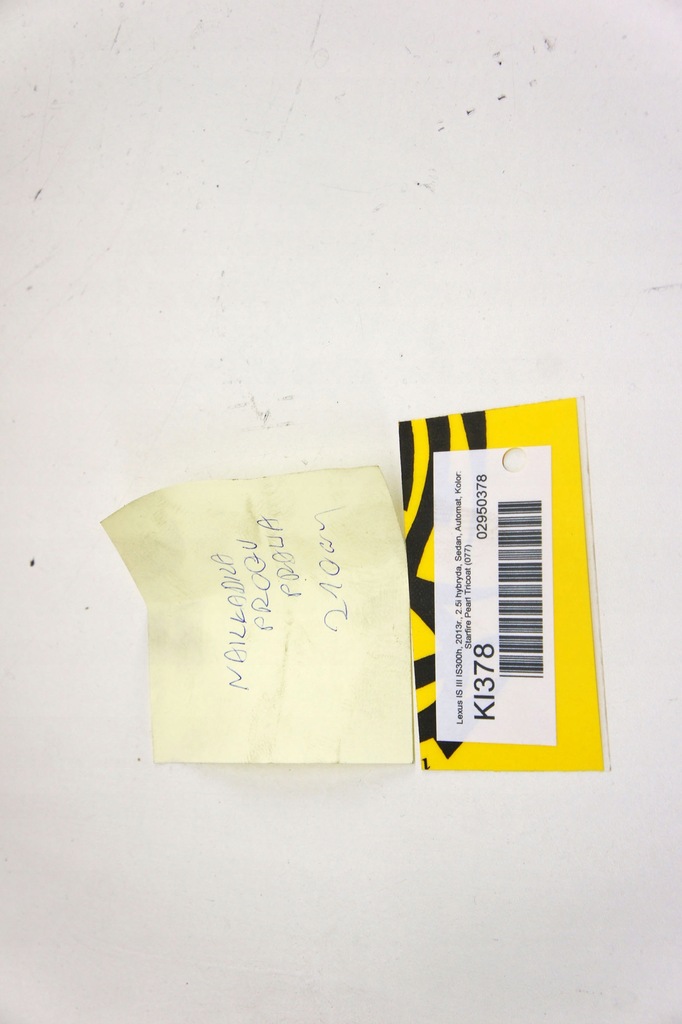 NAKKADKA
PROGU
PRAWA
210cm
Lexus IS III IS300h, 2013r., 2.5i hybryda, Sedan, Automat, Kolor:
Starfire Pearl Tricoat (077)
KI378
02950378